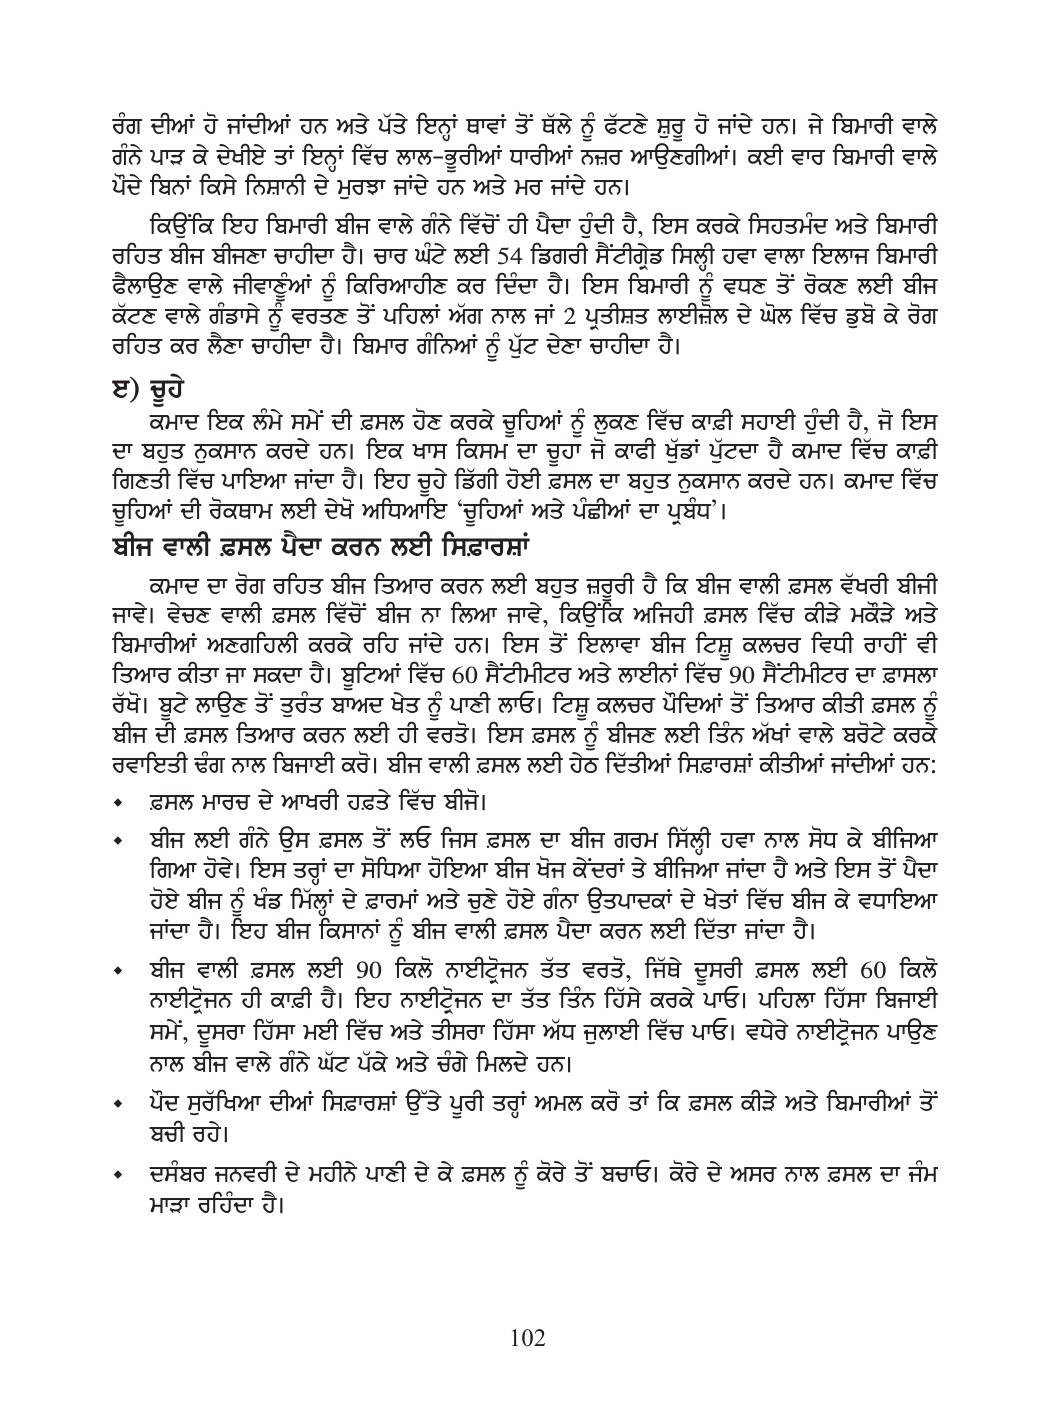 ਰੰਗ ਦੀਆਂ ਹੋ ਜਾਂਦੀਆਂ ਹਨ ਅਤੇ ਪੱਤੇ ਇਨ੍ਹਾਂ ਥਾਵਾਂ ਤੋਂ ਥੱਲੇ ਨੂੰ ਫੱਟਣੇ ਸ਼ੁਰੂ ਹੋ ਜਾਂਦੇ ਹਨ। ਜੇ ਬਿਮਾਰੀ ਵਾਲੇ
ਗੰਨੇ ਪਾੜ ਕੇ ਦੇਖੀਏ ਤਾਂ ਇਨ੍ਹਾਂ ਵਿੱਚ ਲਾਲ-ਭੂਰੀਆਂ ਧਾਰੀਆਂ ਨਜ਼ਰ ਆਉਣਗੀਆਂ। ਕਈ ਵਾਰ ਬਿਮਾਰੀ ਵਾਲੇ
ਪੌਦੇ ਬਿਨਾਂ ਕਿਸੇ ਨਿਸ਼ਾਨੀ ਦੇ ਮੁਰਝਾ ਜਾਂਦੇ ਹਨ ਅਤੇ ਮਰ ਜਾਂਦੇ ਹਨ।
ਕਿਉਂਕਿ ਇਹ ਬਿਮਾਰੀ ਬੀਜ ਵਾਲੇ ਗੰਨੇ ਵਿੱਚੋਂ ਹੀ ਪੈਦਾ ਹੁੰਦੀ ਹੈ, ਇਸ ਕਰਕੇ ਸਿਹਤਮੰਦ ਅਤੇ ਬਿਮਾਰੀ
ਰਹਿਤ ਬੀਜ ਬੀਜਣਾ ਚਾਹੀਦਾ ਹੈ। ਚਾਰ ਘੰਟੇ ਲਈ 54 ਡਿਗਰੀ ਸੈਂਟੀਗ੍ਰੇਡ ਸਿਲ੍ਹੀ ਹਵਾ ਵਾਲਾ ਇਲਾਜ ਬਿਮਾਰੀ
ਫੈਲਾਉਣ ਵਾਲੇ ਜੀਵਾਣੂੰਆਂ ਨੂੰ ਕਿਰਿਆਹੀਣ ਕਰ ਦਿੰਦਾ ਹੈ। ਇਸ ਬਿਮਾਰੀ ਨੂੰ ਵਧਣ ਤੋਂ ਰੋਕਣ ਲਈ ਬੀਜ
ਕੱਟਣ ਵਾਲੇ ਗੰਡਾਸੇ ਨੂੰ ਵਰਤਣ ਤੋਂ ਪਹਿਲਾਂ ਅੱਗ ਨਾਲ ਜਾਂ 2 ਪ੍ਰਤੀਸ਼ਤ ਲਾਈਜ਼ੋਲ ਦੇ ਘੋਲ ਵਿੱਚ ਡੁਬੋ ਕੇ ਰੋਗ
ਰਹਿਤ ਕਰ ਲੈਣਾ ਚਾਹੀਦਾ ਹੈ। ਬਿਮਾਰ ਗੰਨਿਆਂ ਨੂੰ ਪੁੱਟ ਦੇਣਾ ਚਾਹੀਦਾ ਹੈ।
ੲ) ਚੂਹੇ
ਕਮਾਦ ਇਕ ਲੰਮੇ ਸਮੇਂ ਦੀ ਫ਼ਸਲ ਹੋਣ ਕਰਕੇ ਚੂਹਿਆਂ ਨੂੰ ਲੁਕਣ ਵਿੱਚ ਕਾਫ਼ੀ ਸਹਾਈ ਹੁੰਦੀ ਹੈ, ਜੋ ਇਸ
ਦਾ ਬਹੁਤ ਨੁਕਸਾਨ ਕਰਦੇ ਹਨ। ਇਕ ਖਾਸ ਕਿਸਮ ਦਾ ਚੂਹਾ ਜੋ ਕਾਫੀ ਖੁੱਡਾਂ ਪੁੱਟਦਾ ਹੈ ਕਮਾਦ ਵਿੱਚ ਕਾਫ਼ੀ
ਗਿਣਤੀ ਵਿੱਚ ਪਾਇਆ ਜਾਂਦਾ ਹੈ। ਇਹ ਚੂਹੇ ਡਿੱਗੀ ਹੋਈ ਫ਼ਸਲ ਦਾ ਬਹੁਤ ਨੁਕਸਾਨ ਕਰਦੇ ਹਨ। ਕਮਾਦ ਵਿੱਚ
ਚੂਹਿਆਂ ਦੀ ਰੋਕਥਾਮ ਲਈ ਦੇਖੋ ਅਧਿਆਇ ‘ਚੂਹਿਆਂ ਅਤੇ ਪੰਛੀਆਂ ਦਾ ਪ੍ਰਬੰਧ’।
ਬੀਜ ਵਾਲੀ ਫ਼ਸਲ ਪੈਦਾ ਕਰਨ ਲਈ ਸਿਫ਼ਾਰਸ਼ਾਂ
ਕਮਾਦ ਦਾ ਰੋਗ ਰਹਿਤ ਬੀਜ ਤਿਆਰ ਕਰਨ ਲਈ ਬਹੁਤ ਜ਼ਰੂਰੀ ਹੈ ਕਿ ਬੀਜ ਵਾਲੀ ਫ਼ਸਲ ਵੱਖਰੀ ਬੀਜੀ
ਜਾਵੇ। ਵੇਚਣ ਵਾਲੀ ਫ਼ਸਲ ਵਿੱਚੋਂ ਬੀਜ ਨਾ ਲਿਆ ਜਾਵੇ, ਕਿਉਂਕਿ ਅਜਿਹੀ ਫ਼ਸਲ ਵਿੱਚ ਕੀੜੇ ਮਕੌੜੇ ਅਤੇ
ਬਿਮਾਰੀਆਂ ਅਣਗਹਿਲੀ ਕਰਕੇ ਰਹਿ ਜਾਂਦੇ ਹਨ। ਇਸ ਤੋਂ ਇਲਾਵਾ ਬੀਜ ਟਿਸ਼ੂ ਕਲਚਰ ਵਿਧੀ ਰਾਹੀਂ ਵੀ
ਤਿਆਰ ਕੀਤਾ ਜਾ ਸਕਦਾ ਹੈ। ਬੂਟਿਆਂ ਵਿੱਚ 60 ਸੈਂਟੀਮੀਟਰ ਅਤੇ ਲਾਈਨਾਂ ਵਿੱਚ 90 ਸੈਂਟੀਮੀਟਰ ਦਾ ਫ਼ਾਸਲਾ
ਰੱਖੋ। ਬੂਟੇ ਲਾਉਣ ਤੋਂ ਤੁਰੰਤ ਬਾਅਦ ਖੇਤ ਨੂੰ ਪਾਣੀ ਲਾਓ। ਟਿਸ਼ੂ ਕਲਚਰ ਪੌਦਿਆਂ ਤੋਂ ਤਿਆਰ ਕੀਤੀ ਫ਼ਸਲ ਨੂੰ
ਬੀਜ ਦੀ ਫ਼ਸਲ ਤਿਆਰ ਕਰਨ ਲਈ ਹੀ ਵਰਤੋ। ਇਸ ਫ਼ਸਲ ਨੂੰ ਬੀਜਣ ਲਈ ਤਿੰਨ ਅੱਖਾਂ ਵਾਲੇ ਬਰੋਟੇ ਕਰਕੇ
ਰਵਾਇਤੀ ਢੰਗ ਨਾਲ ਬਿਜਾਈ ਕਰੋ। ਬੀਜ ਵਾਲੀ ਫ਼ਸਲ ਲਈ ਹੇਠ ਦਿੱਤੀਆਂ ਸਿਫ਼ਾਰਸ਼ਾਂ ਕੀਤੀਆਂ ਜਾਂਦੀਆਂ ਹਨ:
⬥ ਫ਼ਸਲ ਮਾਰਚ ਦੇ ਆਖਰੀ ਹਫ਼ਤੇ ਵਿੱਚ ਬੀਜੋ।
⬥ ਬੀਜ ਲਈ ਗੰਨੇ ਉਸ ਫ਼ਸਲ ਤੋਂ ਲਓ ਜਿਸ ਫ਼ਸਲ ਦਾ ਬੀਜ ਗਰਮ ਸਿੱਲ੍ਹੀ ਹਵਾ ਨਾਲ ਸੋਧ ਕੇ ਬੀਜਿਆ
ਗਿਆ ਹੋਵੇ। ਇਸ ਤਰ੍ਹਾਂ ਦਾ ਸੋਧਿਆ ਹੋਇਆ ਬੀਜ ਖੋਜ ਕੇਂਦਰਾਂ ਤੇ ਬੀਜਿਆ ਜਾਂਦਾ ਹੈ ਅਤੇ ਇਸ ਤੋਂ ਪੈਦਾ
ਹੋਏ ਬੀਜ ਨੂੰ ਖੰਡ ਮਿੱਲ੍ਹਾਂ ਦੇ ਫ਼ਾਰਮਾਂ ਅਤੇ ਚੁਣੇ ਹੋਏ ਗੰਨਾ ਉਤਪਾਦਕਾਂ ਦੇ ਖੇਤਾਂ ਵਿੱਚ ਬੀਜ ਕੇ ਵਧਾਇਆ
ਜਾਂਦਾ ਹੈ। ਇਹ ਬੀਜ ਕਿਸਾਨਾਂ ਨੂੰ ਬੀਜ ਵਾਲੀ ਫ਼ਸਲ ਪੈਦਾ ਕਰਨ ਲਈ ਦਿੱਤਾ ਜਾਂਦਾ ਹੈ।
⬥ ਬੀਜ ਵਾਲੀ ਫ਼ਸਲ ਲਈ 90 ਕਿਲੋ ਨਾਈਟ੍ਰੋਜਨ ਤੱਤ ਵਰਤੋ, ਜਿੱਥੇ ਦੂਸਰੀ ਫ਼ਸਲ ਲਈ 60 ਕਿਲੋ
ਨਾਈਟ੍ਰੋਜਨ ਹੀ ਕਾਫ਼ੀ ਹੈ। ਇਹ ਨਾਈਟ੍ਰੋਜਨ ਦਾ ਤੱਤ ਤਿੰਨ ਹਿੱਸੇ ਕਰਕੇ ਪਾਓ। ਪਹਿਲਾ ਹਿੱਸਾ ਬਿਜਾਈ
ਸਮੇਂ, ਦੂਸਰਾ ਹਿੱਸਾ ਮਈ ਵਿੱਚ ਅਤੇ ਤੀਸਰਾ ਹਿੱਸਾ ਅੱਧ ਜੁਲਾਈ ਵਿੱਚ ਪਾਓ। ਵਧੇਰੇ ਨਾਈਟ੍ਰੋਜਨ ਪਾਉਣ
ਨਾਲ ਬੀਜ ਵਾਲੇ ਗੰਨੇ ਘੱਟ ਪੱਕੇ ਅਤੇ ਚੰਗੇ ਮਿਲਦੇ ਹਨ।
⬥ ਪੌਦ ਸੁਰੱਖਿਆ ਦੀਆਂ ਸਿਫ਼ਾਰਸ਼ਾਂ ਉੱਤੇ ਪੂਰੀ ਤਰ੍ਹਾਂ ਅਮਲ ਕਰੋ ਤਾਂ ਕਿ ਫ਼ਸਲ ਕੀੜੇ ਅਤੇ ਬਿਮਾਰੀਆਂ ਤੋਂ
ਬਚੀ ਰਹੇ।
⬥ ਦਸੰਬਰ ਜਨਵਰੀ ਦੇ ਮਹੀਨੇ ਪਾਣੀ ਦੇ ਕੇ ਫ਼ਸਲ ਨੂੰ ਕੋਰੇ ਤੋਂ ਬਚਾਓ। ਕੋਰੇ ਦੇ ਅਸਰ ਨਾਲ ਫ਼ਸਲ ਦਾ ਜੰਮ
ਮਾੜਾ ਰਹਿੰਦਾ ਹੈ।
102